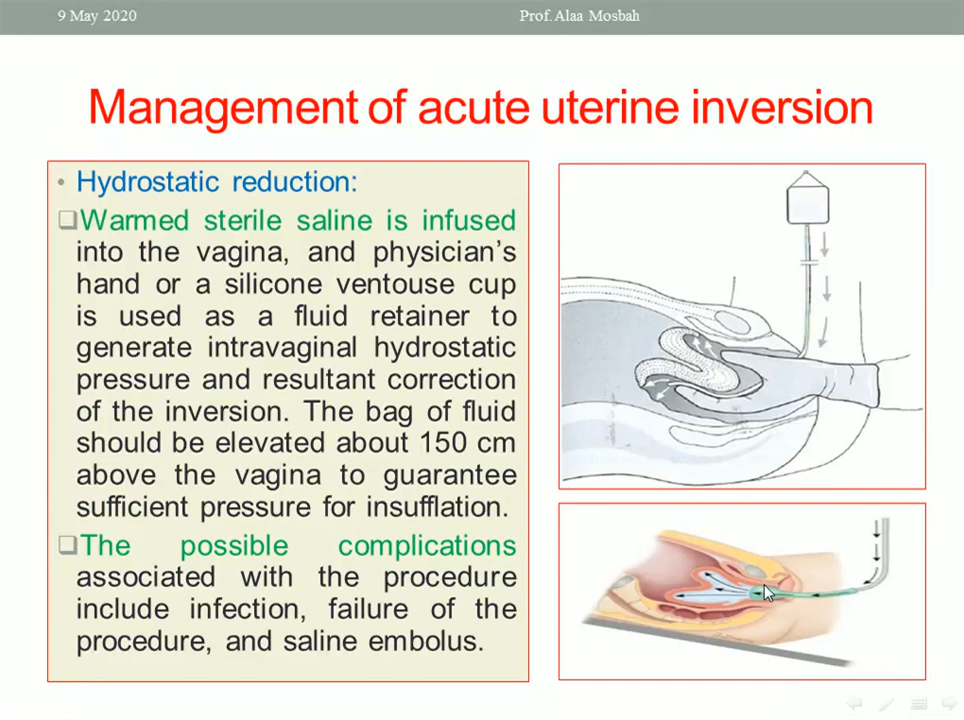 9 May 2020
Prof. Alaa Mosbah
Management of acute uterine inversion
• Hydrostatic reduction:
❑Warmed sterile saline is infused
into the vagina, and physician’s
hand or a silicone ventouse cup
is used as a fluid retainer to
generate intravaginal hydrostatic
pressure and resultant correction
of the inversion. The bag of fluid
should be elevated about 150 cm
above the vagina to guarantee
sufficient pressure for insufflation.
❑The possible complications
associated with the procedure
include infection, failure of the
procedure, and saline embolus.